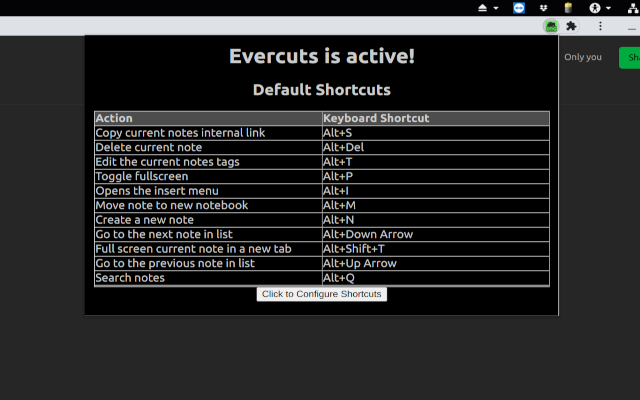 Only you
Sha
Evercuts is active!
Default Shortcuts
Action Keyboard Shortcut
Copy current notes internal link Alt+S
Delete current note Alt+Del
Edit the current notes tags Alt+T
Toggle fullscreen Alt+P
Opens the insert menu Alt+I
Move note to new notebook Alt+M
Create a new note Alt+N
Go to the next note in list Alt+Down Arrow
Full screen current note in a new tab Alt+Shift+T
Go to the previous note in list Alt+Up Arrow
Search notes Alt+Q
Click to Configure Shortcuts